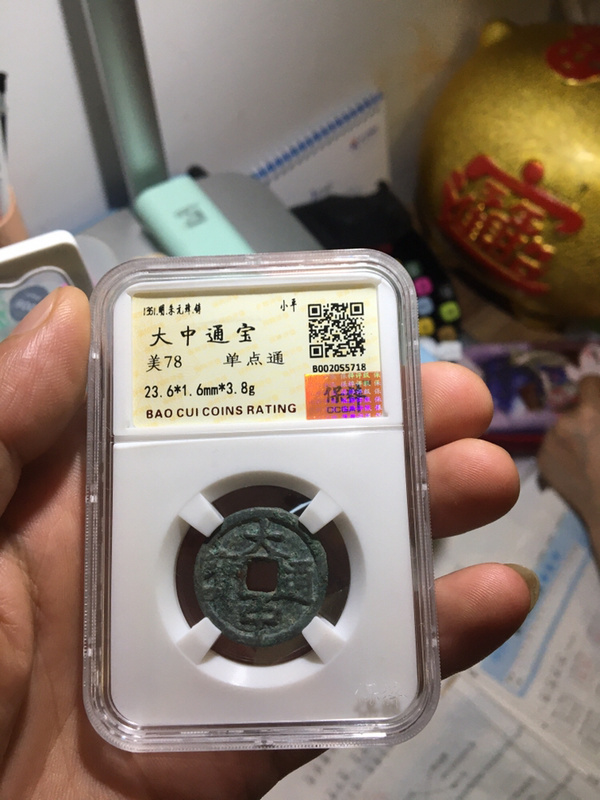 1351.明.朱元璋.铸 小平
大中通宝
美78 单点通
B002055718
23.6*1.6mm*3.8g
保粹
BAO CUI COINS RATING
大中通寶